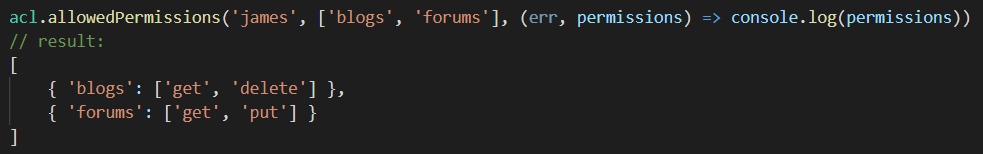 acl.allowedPermissions('james', ['blogs', 'forums'], (err, permissions) => console.log(permissions))
// result:
[
    { 'blogs': ['get', 'delete'] },
    { 'forums': ['get', 'put'] }
]